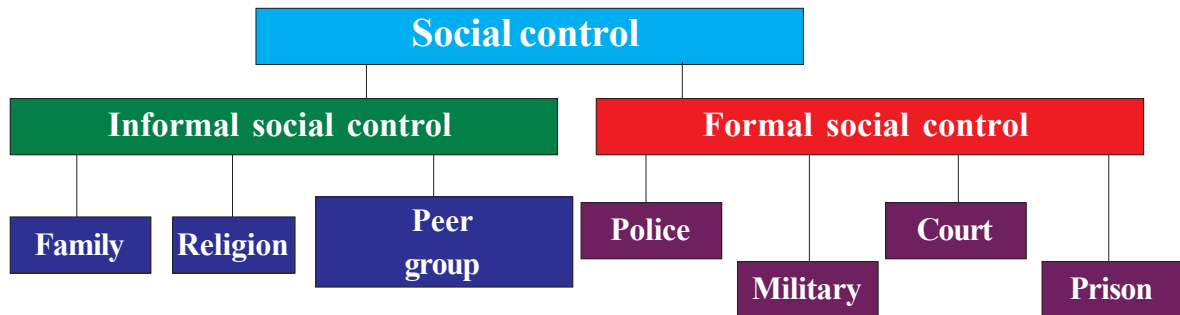 Social control
Informal social control
Formal social control
Family
Religion
Peer
group
Police
Military
Court
Prison